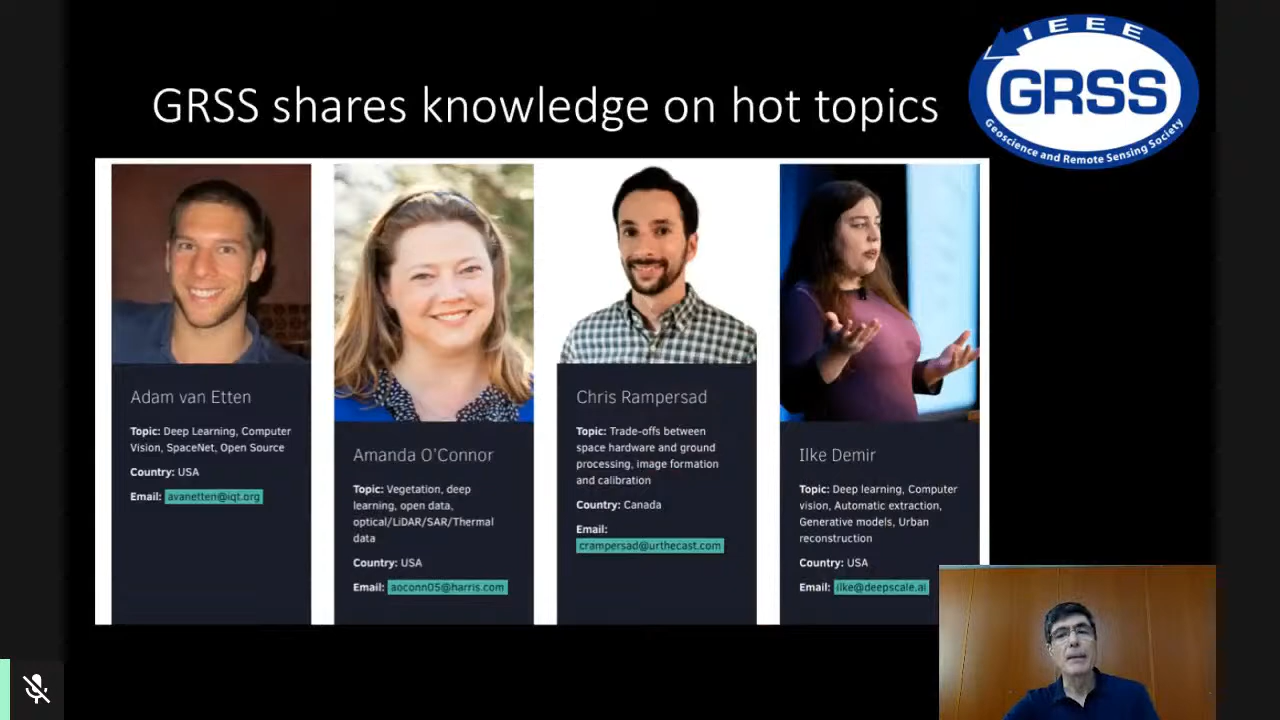 IEEE
GRSS
Geoscience and Remote Sensing Society
GRSS shares knowledge on hot topics
Adam van Etten
Topic: Deep Learning, Computer
Vision, SpaceNet, Open Source
Country: USA
Email: avanetten@iqt.org
Amanda O'Connor
Topic: Vegetation, deep
learning, open data,
optical/LiDAR/SAR/Thermal
data
Country: USA
Email: aoconn05@harris.com
Chris Rampersad
Topic: Trade-offs between
space hardware and ground
processing, image formation
and calibration
Country: Canada
Email:
crampersad@urthecast.com
Ilke Demir
Topic: Deep learning, Computer
vision, Automatic extraction,
Generative models, Urban
reconstruction
Country: USA
Email: ilke@deepscale.ai